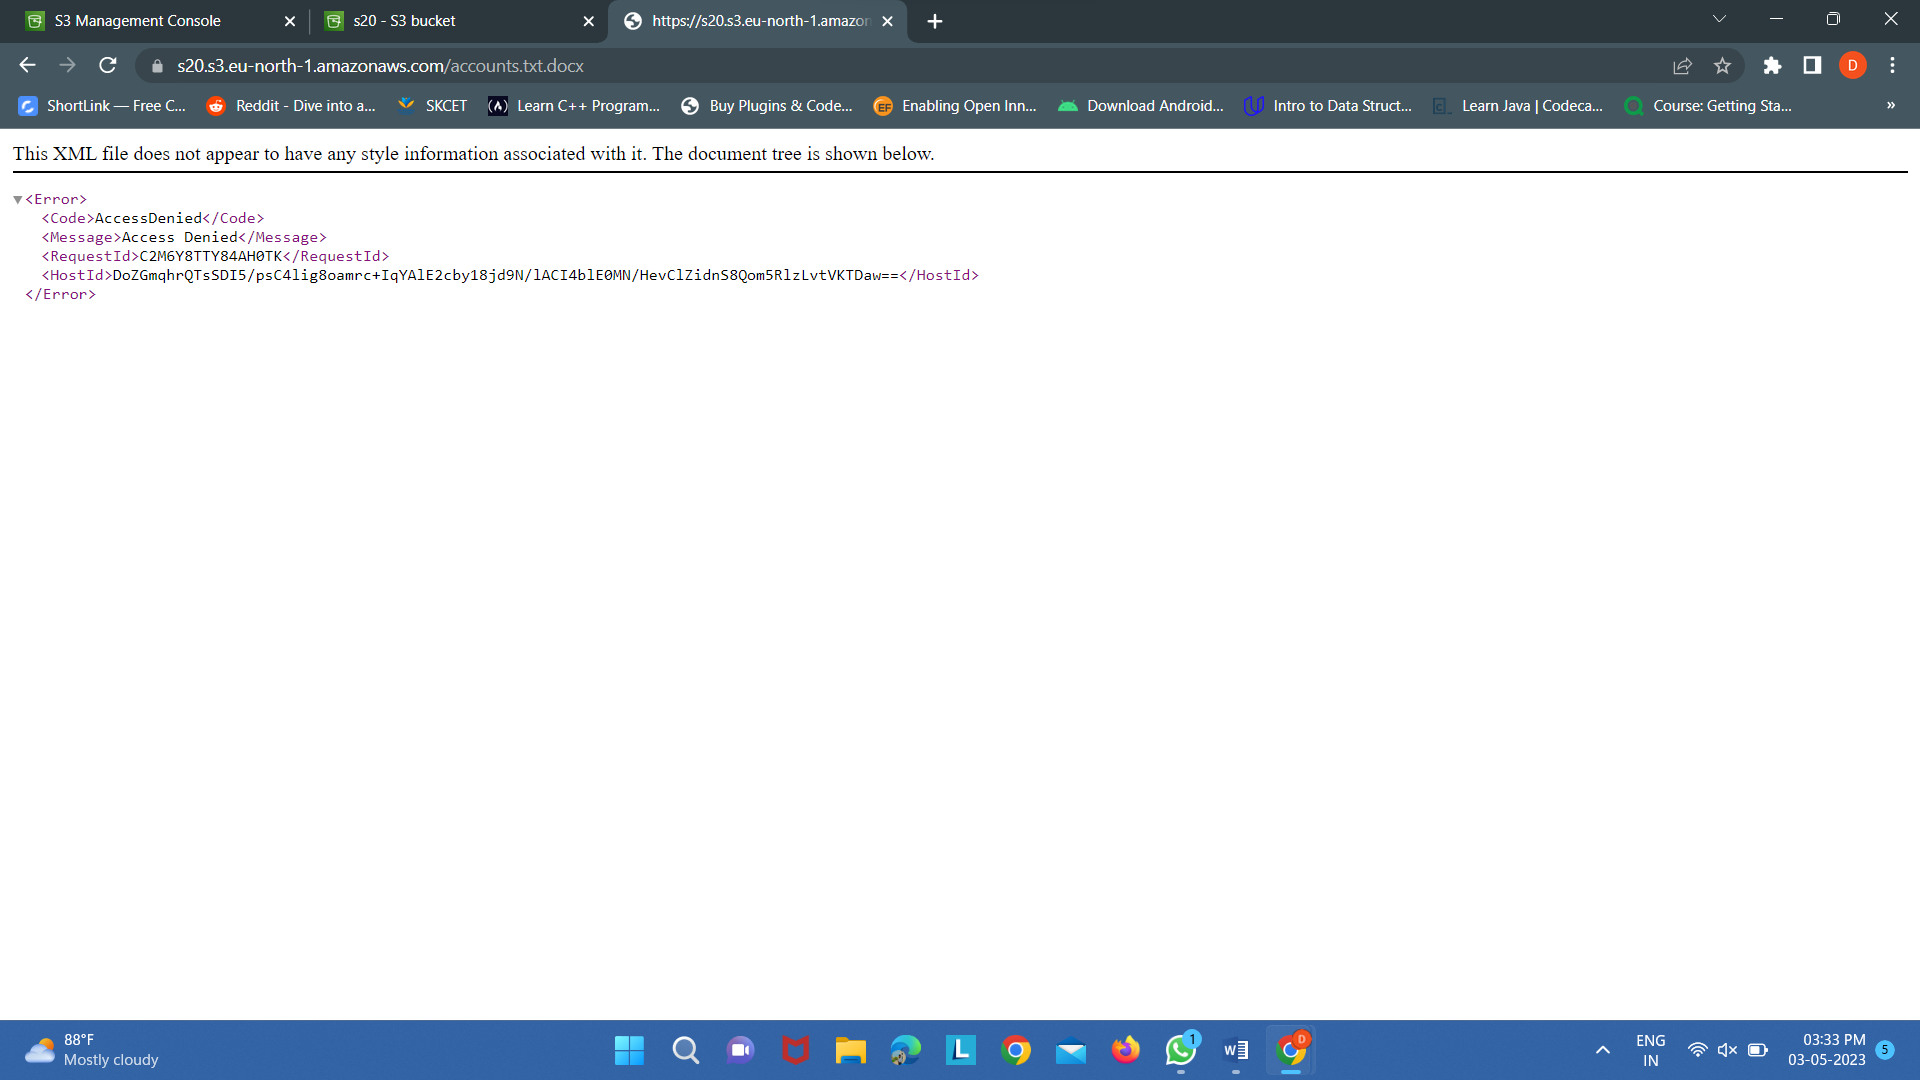 S3 Management Console
s20 - S3 bucket
https://s20.s3.eu-north-1.amazon
s20.s3.eu-north-1.amazonaws.com/accounts.txt.docx
D
ShortLink — Free C...
Reddit - Dive into a...
SKCET
Learn C++ Program...
Buy Plugins & Code...
EF
Enabling Open Inn...
Download Android...
Intro to Data Struct...
Learn Java | Codeca...
Course: Getting Sta...
»
This XML file does not appear to have any style information associated with it. The document tree is shown below.
<Error>
<Code>AccessDenied</Code>
<Message>Access Denied</Message>
<RequestId>C2M6Y8TTY84AH0TK</RequestId>
<HostId>DoZGmqhrQTsSDI5/psC4lig8oamrc+IqYAlE2cby18jd9N/lACI4blE0MN/HevClZidnS8Qom5RlzLvtVKTDaw==</HostId>
</Error>
88°F
Mostly cloudy
L
1
W
D
ENG
IN
03:33 PM
03-05-2023
5